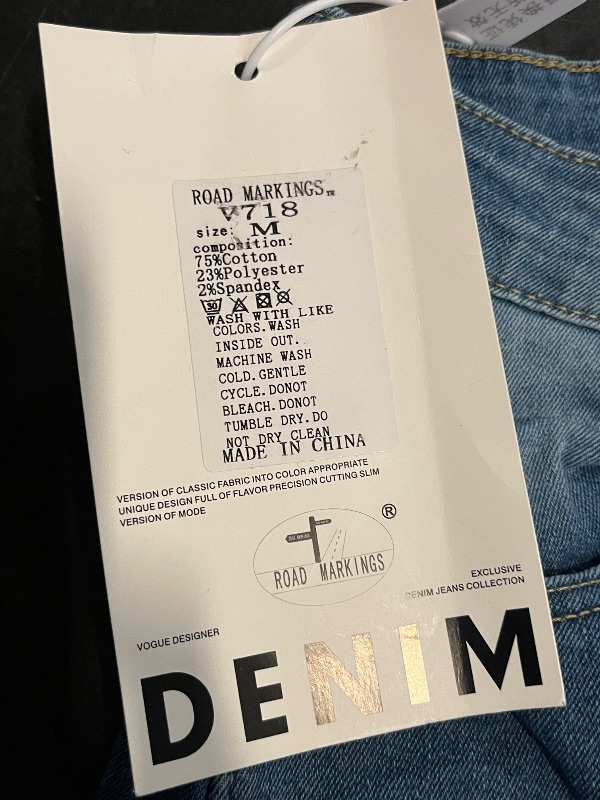 ROAD MARKINGS™
V718
size: M
composition:
75%Cotton
23%Polyester
2%Spandex
30
WASH WITH LIKE
COLORS.WASH
INSIDE OUT.
MACHINE WASH
COLD.GENTLE
CYCLE.DONOT
BLEACH.DONOT
TUMBLE DRY.DO
NOT DRY CLEAN
MADE IN CHINA
VERSION OF CLASSIC FABRIC INTO COLOR APPROPRIATE
UNIQUE DESIGN FULL OF FLAVOR PRECISION CUTTING SLIM
VERSION OF MODE
®
ROAD MARKINGS
EXCLUSIVE
DENIM JEANS COLLECTION
VOGUE DESIGNER
DENIM